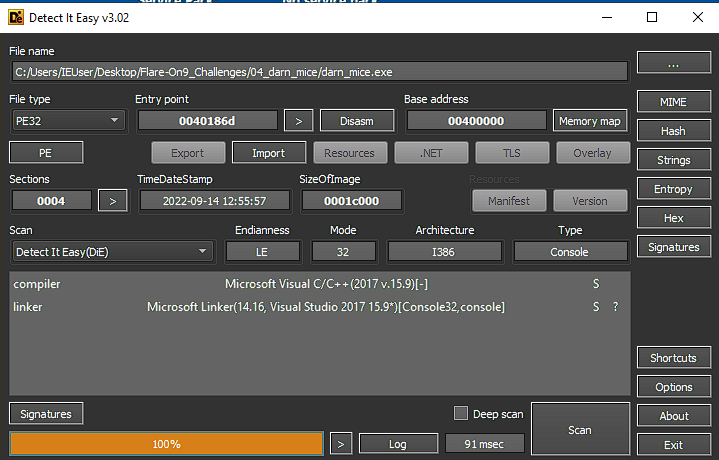 Service Pack No service pack
Detect It Easy v3.02
File name
C:/Users/IEUser/Desktop/Flare-On9_Challenges/04_darn_mice/darn_mice.exe
...
File type Entry point Base address
PE32 0040186d > Disasm 00400000 Memory map
MIME
PE Export Import Resources .NET TLS Overlay
Hash
Strings
Sections TimeDateStamp SizeOfImage Resources
0004 > 2022-09-14 12:55:57 0001c000 Manifest Version
Entropy
Hex
Scan Endianness Mode Architecture Type
Detect It Easy(DiE) LE 32 I386 Console
Signatures
compiler Microsoft Visual C/C++(2017 v.15.9)[-] S
linker Microsoft Linker(14.16, Visual Studio 2017 15.9*)[Console32,console] S ?
Shortcuts
Options
Signatures Deep scan Scan
About
100% > Log 91 msec
Exit